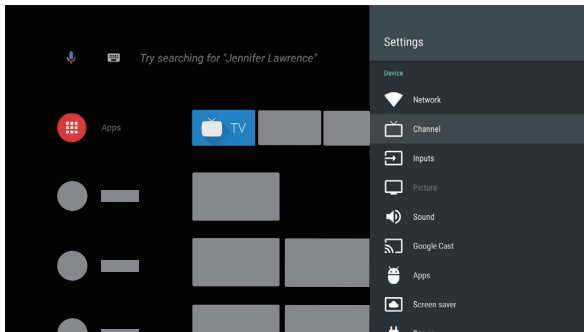 Settings
Try searching for "Jennifer Lawrence"
Device
Network
Apps
TV
Channel
Inputs
Picture
Sound
Google Cast
Apps
Screen saver